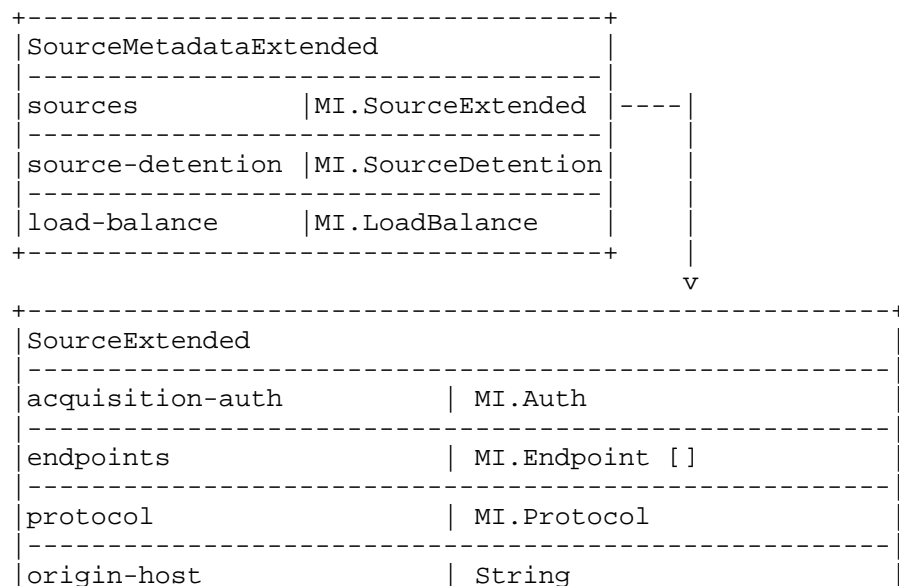 +------------------------------------+
|SourceMetadataExtended              |
|------------------------------------|
|sources          |MI.SourceExtended |----|
|------------------------------------|    |
|source-detention |MI.SourceDetention|    |
|------------------------------------|    |
|load-balance     |MI.LoadBalance    |    |
+------------------------------------+    |
                                          v
+------------------------------------------------------+
|SourceExtended                                        |
|------------------------------------------------------|
|acquisition-auth          | MI.Auth                   |
|------------------------------------------------------|
|endpoints                 | MI.Endpoint []            |
|------------------------------------------------------|
|protocol                  | MI.Protocol               |
|------------------------------------------------------|
|origin-host               | String                    |